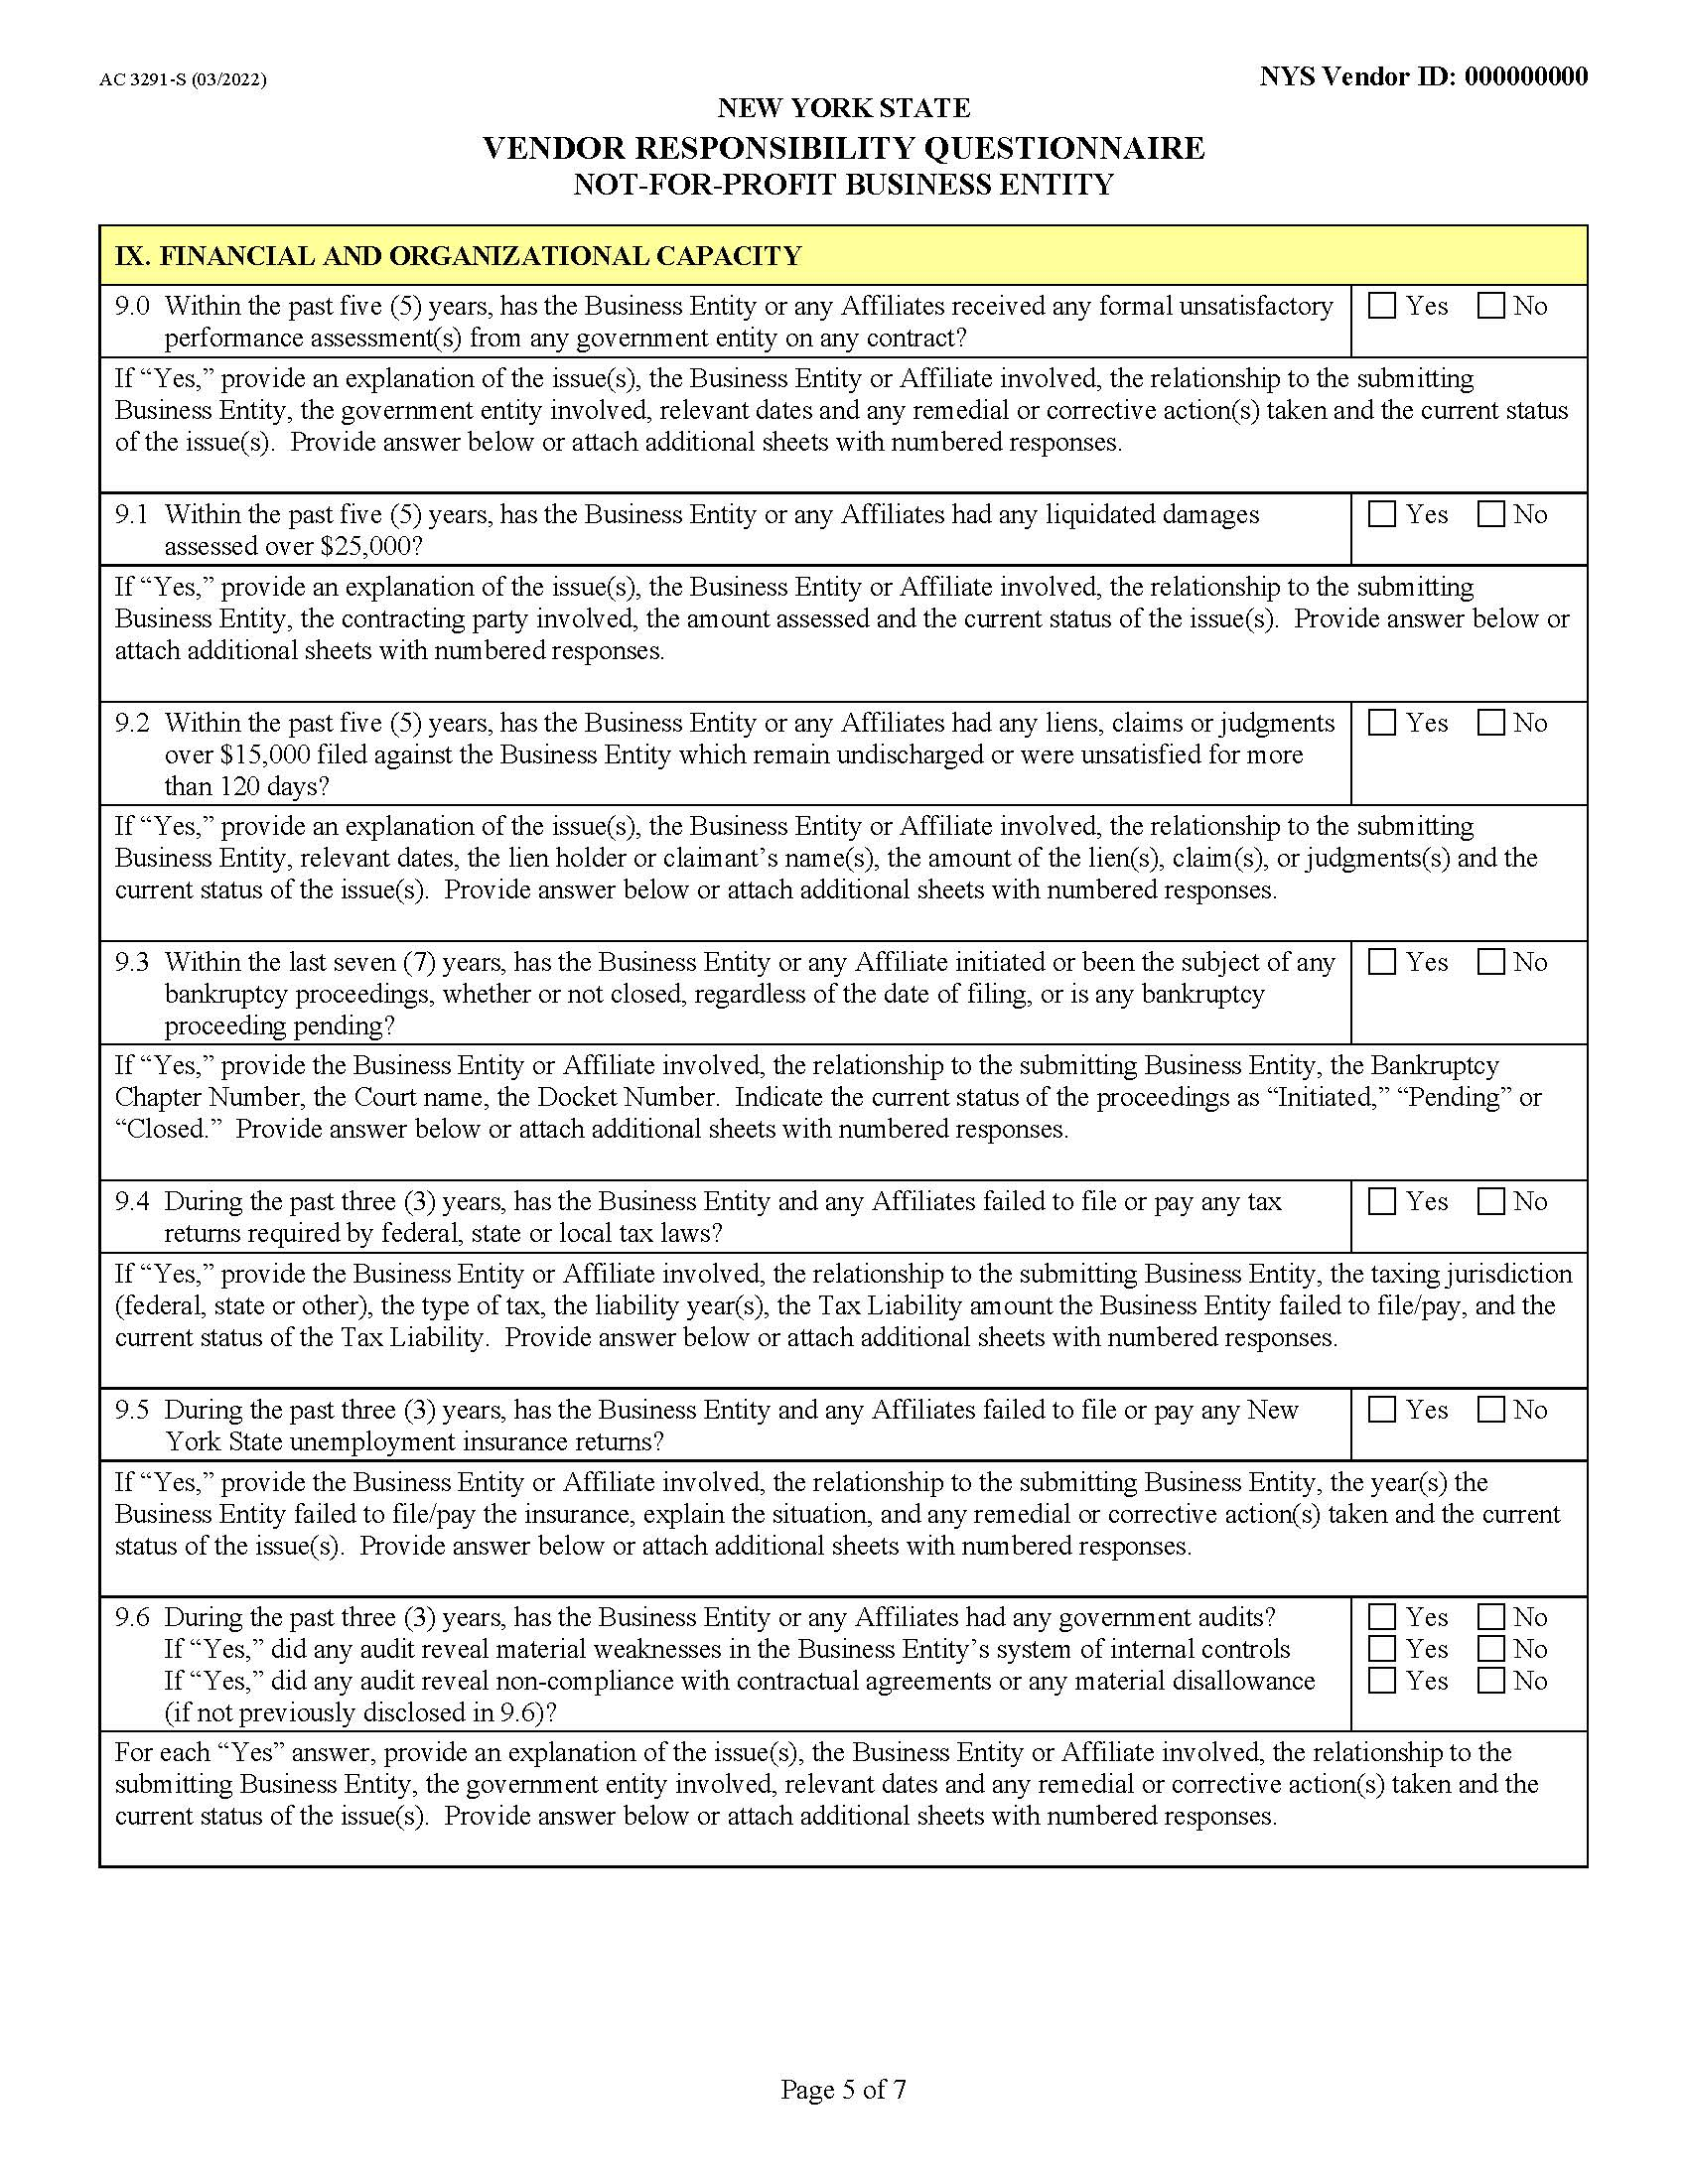 AC 3291-S (03/2022)
NYS Vendor ID: 000000000
NEW YORK STATE
VENDOR RESPONSIBILITY QUESTIONNAIRE
NOT-FOR-PROFIT BUSINESS ENTITY
IX. FINANCIAL AND ORGANIZATIONAL CAPACITY
9.0 Within the past five (5) years, has the Business Entity or any Affiliates received any formal unsatisfactory
performance assessment(s) from any government entity on any contract?
Yes No
If “Yes,” provide an explanation of the issue(s), the Business Entity or Affiliate involved, the relationship to the submitting
Business Entity, the government entity involved, relevant dates and any remedial or corrective action(s) taken and the current status
of the issue(s). Provide answer below or attach additional sheets with numbered responses.
9.1 Within the past five (5) years, has the Business Entity or any Affiliates had any liquidated damages
assessed over $25,000?
Yes No
If “Yes,” provide an explanation of the issue(s), the Business Entity or Affiliate involved, the relationship to the submitting
Business Entity, the contracting party involved, the amount assessed and the current status of the issue(s). Provide answer below or
attach additional sheets with numbered responses.
9.2 Within the past five (5) years, has the Business Entity or any Affiliates had any liens, claims or judgments
over $15,000 filed against the Business Entity which remain undischarged or were unsatisfied for more
than 120 days?
Yes No
If “Yes,” provide an explanation of the issue(s), the Business Entity or Affiliate involved, the relationship to the submitting
Business Entity, relevant dates, the lien holder or claimant’s name(s), the amount of the lien(s), claim(s), or judgments(s) and the
current status of the issue(s). Provide answer below or attach additional sheets with numbered responses.
9.3 Within the last seven (7) years, has the Business Entity or any Affiliate initiated or been the subject of any
bankruptcy proceedings, whether or not closed, regardless of the date of filing, or is any bankruptcy
proceeding pending?
Yes No
If “Yes,” provide the Business Entity or Affiliate involved, the relationship to the submitting Business Entity, the Bankruptcy
Chapter Number, the Court name, the Docket Number. Indicate the current status of the proceedings as “Initiated,” “Pending” or
“Closed.” Provide answer below or attach additional sheets with numbered responses.
9.4 During the past three (3) years, has the Business Entity and any Affiliates failed to file or pay any tax
returns required by federal, state or local tax laws?
Yes No
If “Yes,” provide the Business Entity or Affiliate involved, the relationship to the submitting Business Entity, the taxing jurisdiction
(federal, state or other), the type of tax, the liability year(s), the Tax Liability amount the Business Entity failed to file/pay, and the
current status of the Tax Liability. Provide answer below or attach additional sheets with numbered responses.
9.5 During the past three (3) years, has the Business Entity and any Affiliates failed to file or pay any New
York State unemployment insurance returns?
Yes No
If “Yes,” provide the Business Entity or Affiliate involved, the relationship to the submitting Business Entity, the year(s) the
Business Entity failed to file/pay the insurance, explain the situation, and any remedial or corrective action(s) taken and the current
status of the issue(s). Provide answer below or attach additional sheets with numbered responses.
9.6 During the past three (3) years, has the Business Entity or any Affiliates had any government audits?
Yes No
If “Yes,” did any audit reveal material weaknesses in the Business Entity’s system of internal controls
Yes No
If “Yes,” did any audit reveal non-compliance with contractual agreements or any material disallowance
Yes No
(if not previously disclosed in 9.6)?
For each “Yes” answer, provide an explanation of the issue(s), the Business Entity or Affiliate involved, the relationship to the
submitting Business Entity, the government entity involved, relevant dates and any remedial or corrective action(s) taken and the
current status of the issue(s). Provide answer below or attach additional sheets with numbered responses.
Page 5 of 7